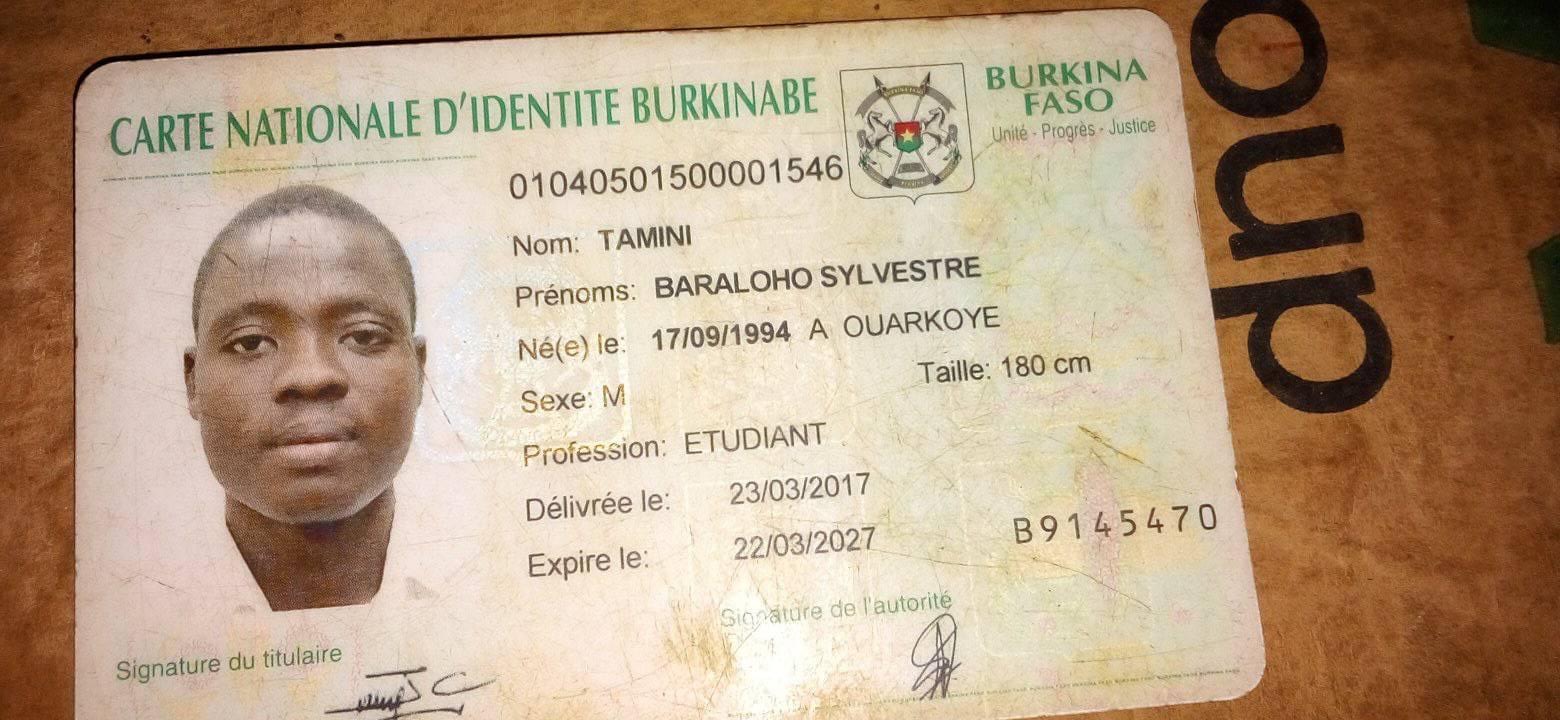 CARTE NATIONALE D'IDENTITE BURKINABE
BURKINA
FASO
Unité - Progrès - Justice
01040501500001546
Nom: TAMINI
Prénoms: BARALOHO SYLVESTRE
Né(e) le: 17/09/1994 A OUARKOYE
Sexe: M
Taille: 180 cm
Profession: ETUDIANT
Délivrée le: 23/03/2017
Expire le: 22/03/2027
B9145470
Signature de l'autorité
Signature du titulaire